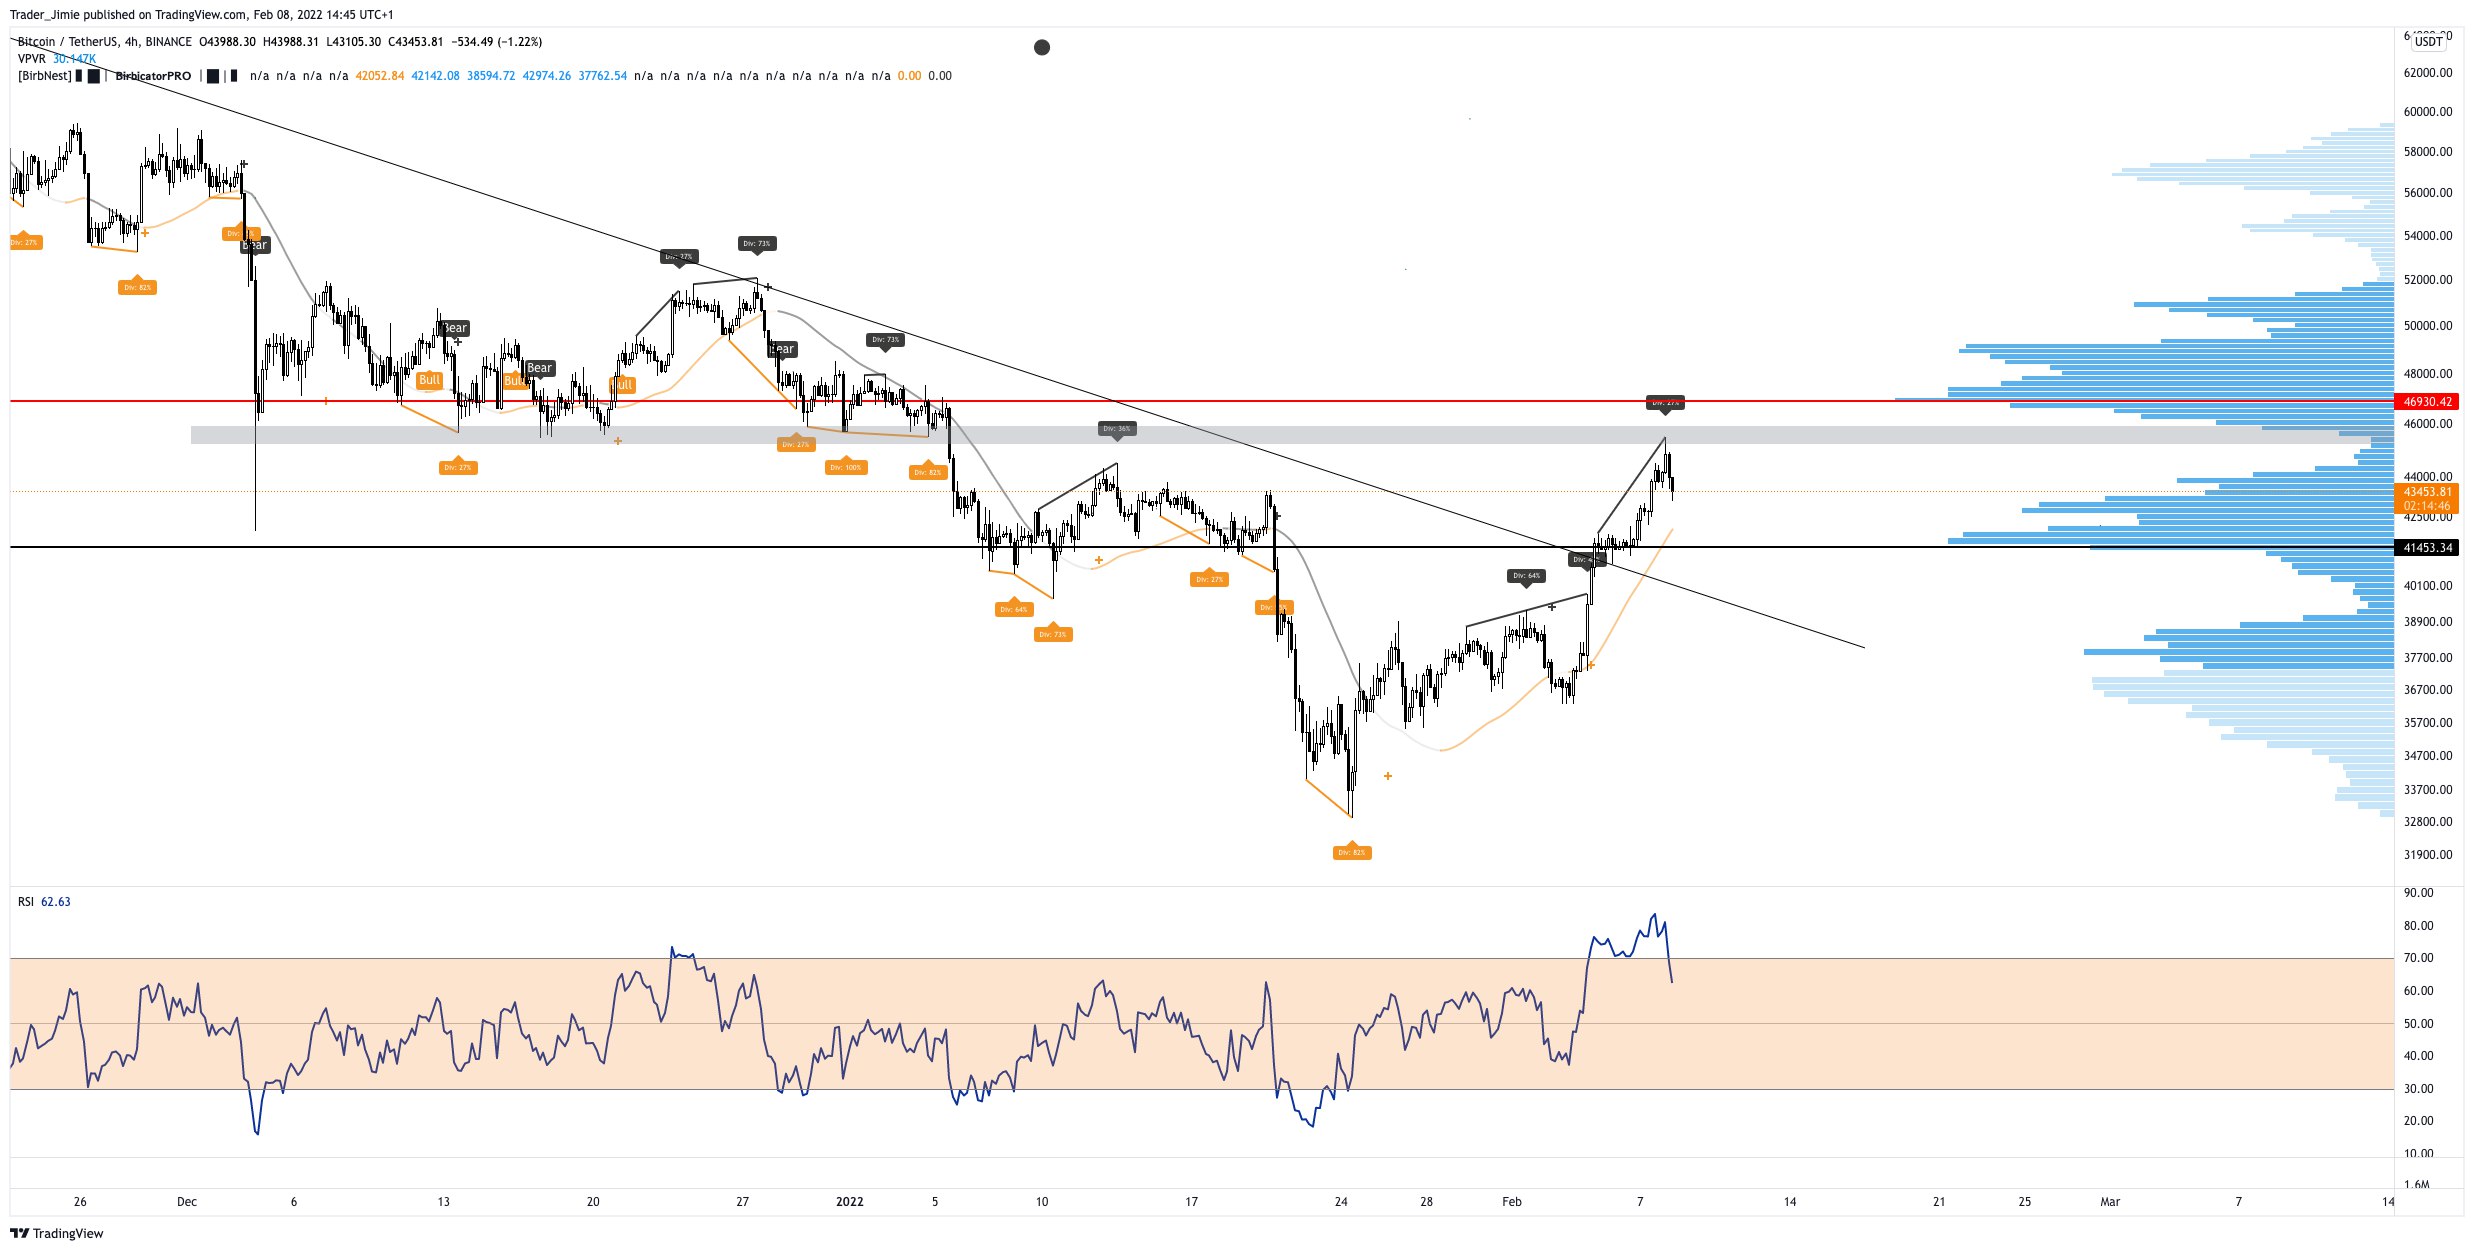 Trader_Jimie published on TradingView.com, Feb 08, 2022 14:45 UTC+1
Bitcoin / TetherUS, 4h, BINANCE O43988.30 H43988.31 L43105.30 C43453.81 −534.49 (−1.22%)
VPVR 30.147K
[BirbNest] | BirbicatorPRO | | n/a n/a n/a n/a 42052.84 42142.08 38594.72 42974.26 37762.54 n/a n/a n/a n/a n/a n/a n/a n/a n/a n/a 0.00 0.00
USDT
62000.00
60000.00
58000.00
56000.00
54000.00
52000.00
50000.00
48000.00
46930.42
46000.00
44000.00
43453.81
02:14:46
42500.00
41453.34
40100.00
38900.00
37700.00
36700.00
35700.00
34700.00
33700.00
32800.00
31900.00
Div: 27%
Div: 82%
Div:
Bear
Bear
Bull
Div: 27%
Bull
Bear
Bull
Div: 27%
Div: 73%
Bear
Div: 27%
Div: 100%
Div: 73%
Div: 82%
Div: 64%
Div: 73%
Div: 36%
Div: 27%
Div:
Div: 82%
Div: 64%
Div:
Div: 27%
RSI 62.63
90.00
80.00
70.00
60.00
50.00
40.00
30.00
20.00
10.00
1.6M
26 Dec 6 13 20 27 2022 5 10 17 24 28 Feb 7 14 21 25 Mar 7 14
TradingView